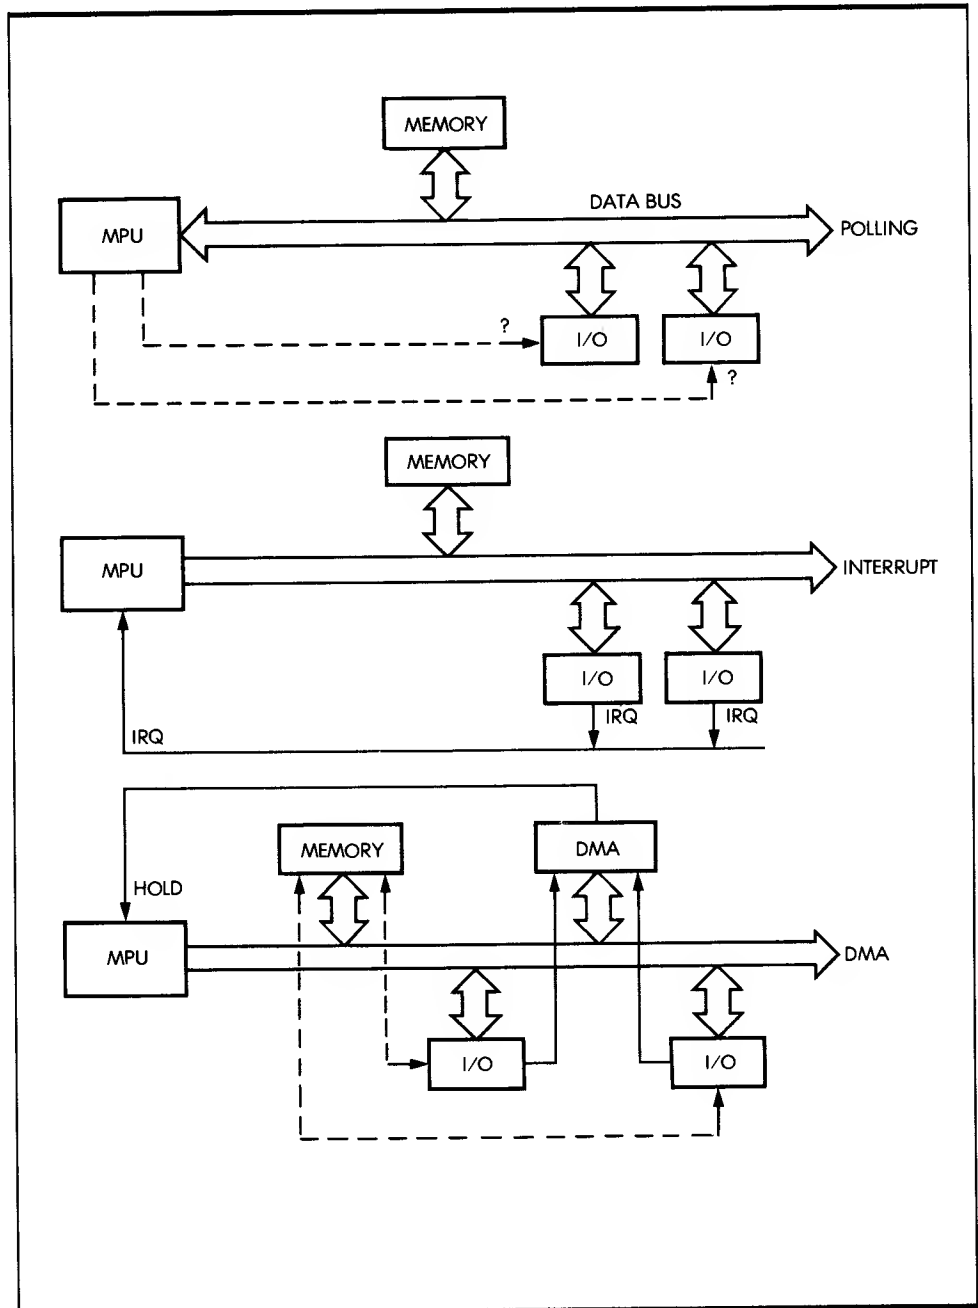 MEMORY
DATA BUS
MPU
POLLING
?
I/O
I/O
?
MEMORY
MPU
INTERRUPT
I/O
I/O
IRQ
IRQ
IRQ
MEMORY
DMA
HOLD
MPU
DMA
I/O
I/O